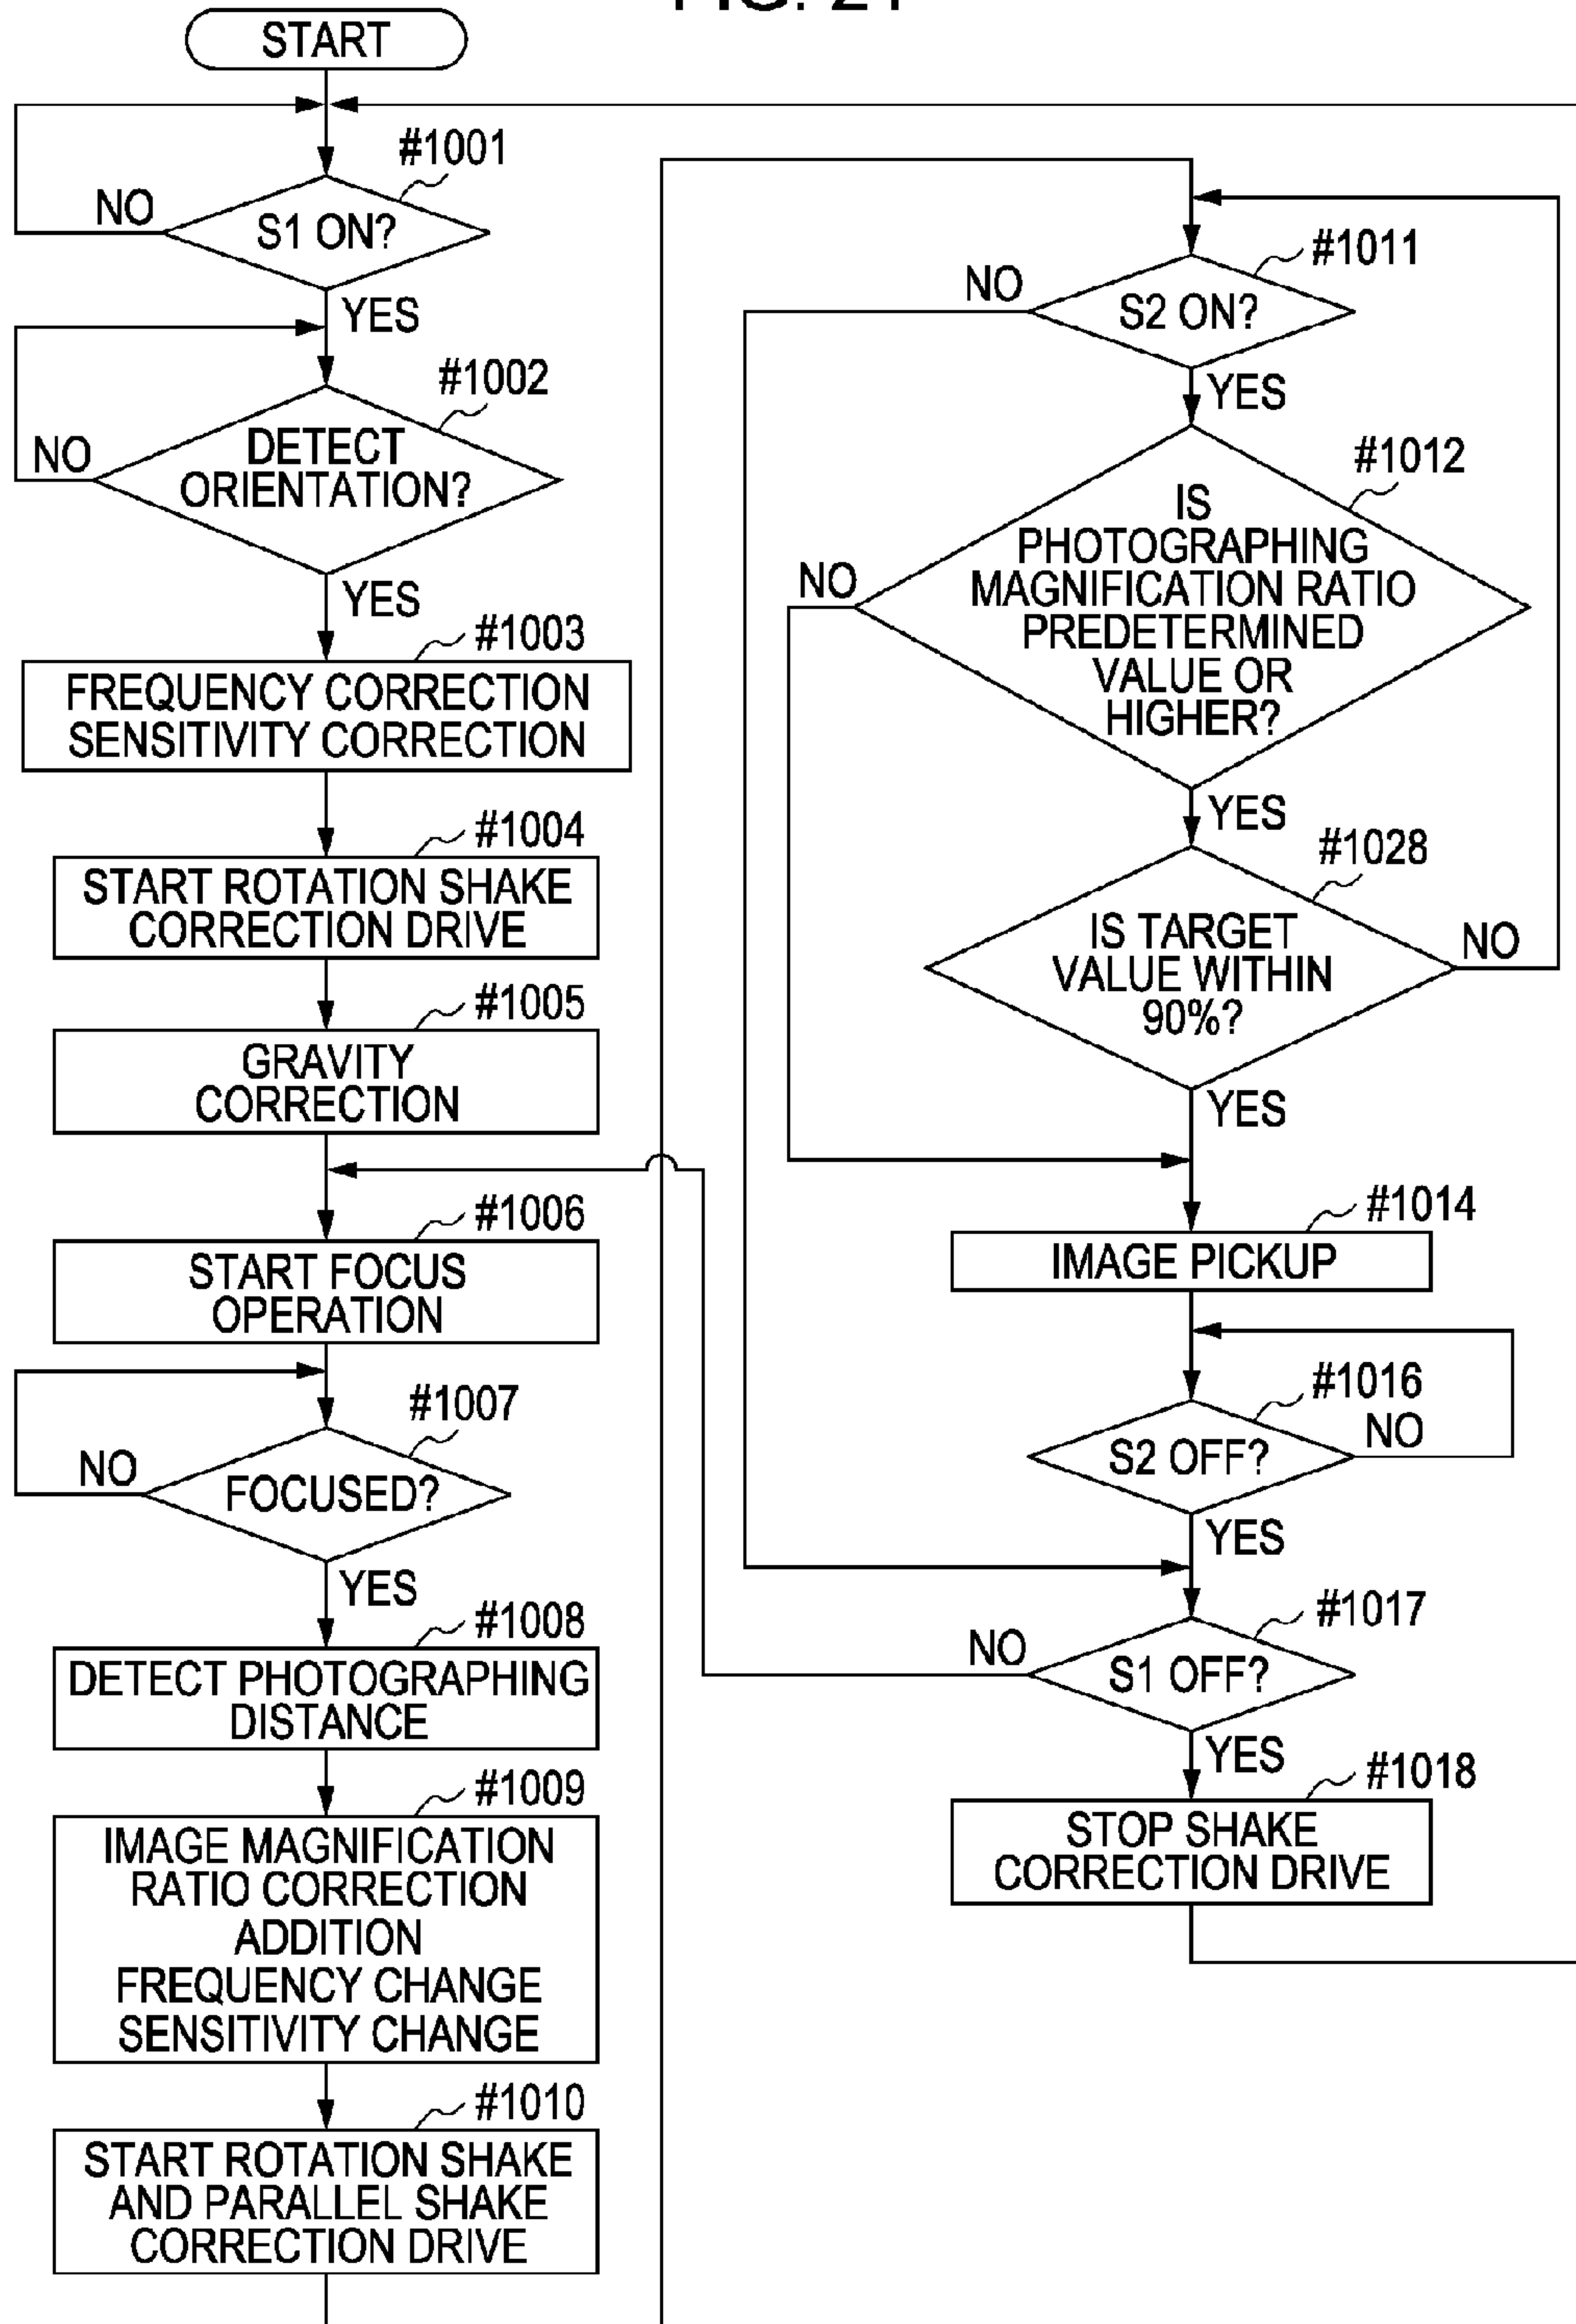 START
#1001
NO
S1 ON?
YES
#1002
NO
DETECT
ORIENTATION?
YES
#1003
FREQUENCY CORRECTION
SENSITIVITY CORRECTION
#1004
START ROTATION SHAKE
CORRECTION DRIVE
#1005
GRAVITY
CORRECTION
#1006
START FOCUS
OPERATION
#1007
NO
FOCUSED?
YES
#1008
DETECT PHOTOGRAPHING
DISTANCE
#1009
IMAGE MAGNIFICATION
RATIO CORRECTION
ADDITION
FREQUENCY CHANGE
SENSITIVITY CHANGE
#1010
START ROTATION SHAKE
AND PARALLEL SHAKE
CORRECTION DRIVE
#1011
NO
S2 ON?
YES
#1012
NO
IS
PHOTOGRAPHING
MAGNIFICATION RATIO
PREDETERMINED
VALUE OR
HIGHER?
YES
#1028
IS TARGET
VALUE WITHIN
90%?
NO
YES
#1014
IMAGE PICKUP
#1016
S2 OFF?
NO
YES
#1017
NO
S1 OFF?
YES
#1018
STOP SHAKE
CORRECTION DRIVE